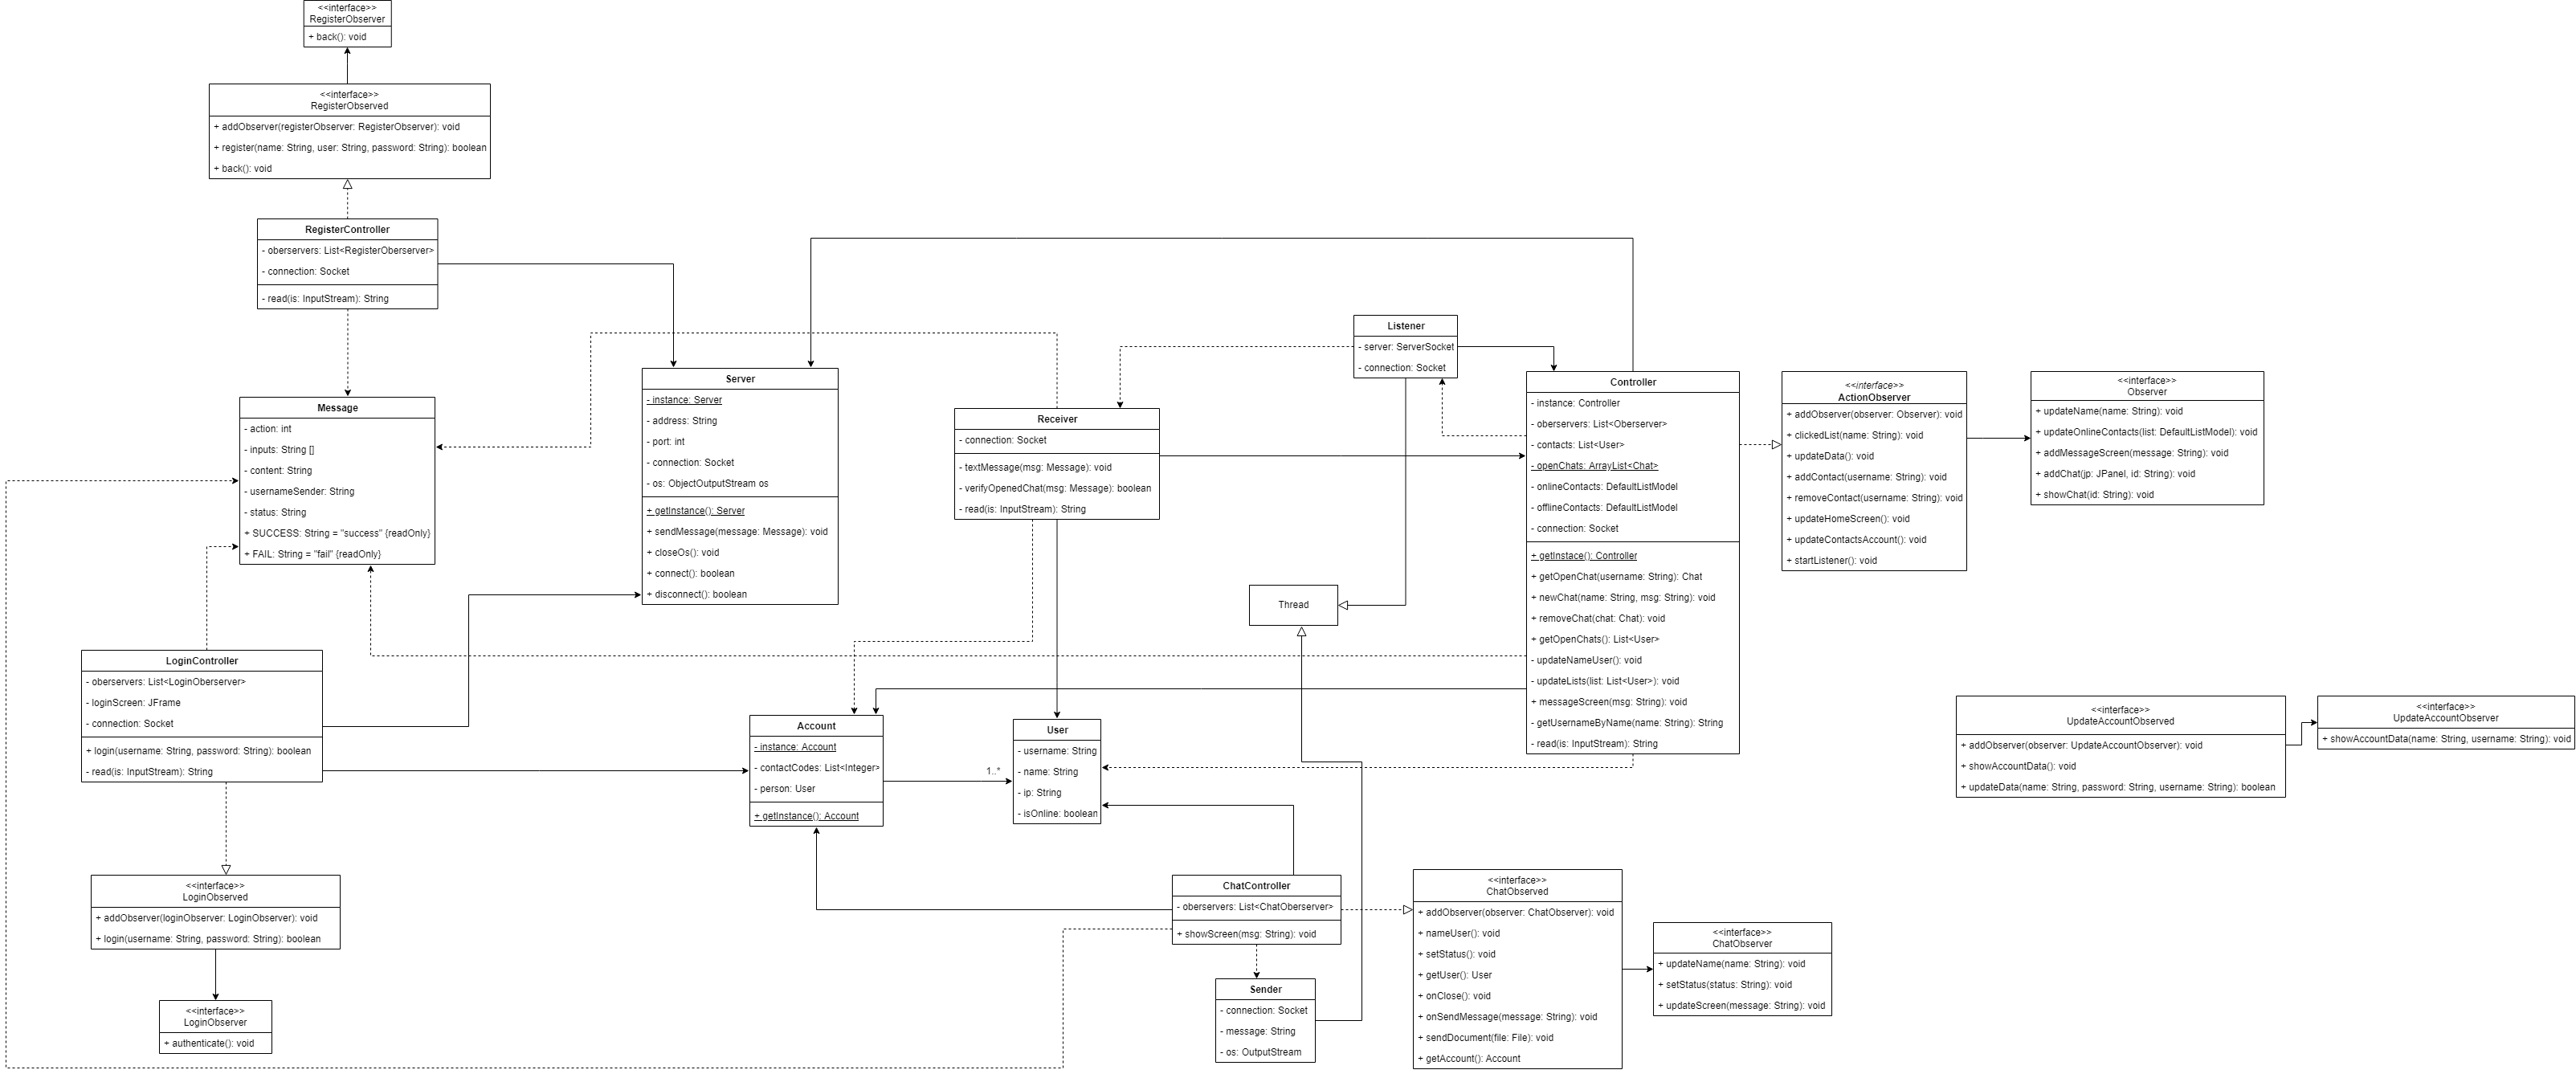 <<interface>>
RegisterObserver
+ back(): void
<<interface>>
RegisterObserved
+ addObserver(registerObserver: RegisterObserver): void
+ register(name: String, user: String, password: String): boolean
+ back(): void
RegisterController
- oberservers: List<RegisterOberserver>
- connection: Socket
- read(is: InputStream): String
Message
- action: int
- inputs: String []
- content: String
- usernameSender: String
- status: String
+ SUCCESS: String = "success" {readOnly}
+ FAIL: String = "fail" {readOnly}
Server
- instance: Server
- address: String
- port: int
- connection: Socket
- os: ObjectOutputStream os
+ getInstance(): Server
+ sendMessage(message: Message): void
+ closeOs(): void
+ connect(): boolean
+ disconnect(): boolean
Receiver
- connection: Socket
- textMessage(msg: Message): void
- verifyOpenedChat(msg: Message): boolean
- read(is: InputStream): String
Listener
- server: ServerSocket
- connection: Socket
Controller
- instance: Controller
- oberservers: List<Oberserver>
- contacts: List<User>
- openChats: ArrayList<Chat>
- onlineContacts: DefaultListModel
- offlineContacts: DefaultListModel
- connection: Socket
+ getInstace(): Controller
+ getOpenChat(username: String): Chat
+ newChat(name: String, msg: String): void
+ removeChat(chat: Chat): void
+ getOpenChats(): List<User>
- updateNameUser(): void
- updateLists(list: List<User>): void
+ messageScreen(msg: String): void
- getUsernameByName(name: String): String
- read(is: InputStream): String
<<interface>>
ActionObserver
+ addObserver(observer: Observer): void
+ clickedList(name: String): void
+ updateData(): void
+ addContact(username: String): void
+ removeContact(username: String): void
+ updateHomeScreen(): void
+ updateContactsAccount(): void
+ startListener(): void
<<interface>>
Observer
+ updateName(name: String): void
+ updateOnlineContacts(list: DefaultListModel): void
+ addMessageScreen(message: String): void
+ addChat(jp: JPanel, id: String): void
+ showChat(id: String): void
Thread
LoginController
- oberservers: List<LoginOberserver>
- loginScreen: JFrame
- connection: Socket
+ login(username: String, password: String): boolean
- read(is: InputStream): String
Account
- instance: Account
- contactCodes: List<Integer>
- person: User
+ getInstance(): Account
1..*
User
- username: String
- name: String
- ip: String
- isOnline: boolean
<<interface>>
UpdateAccountObserved
+ addObserver(observer: UpdateAccountObserver): void
+ showAccountData(): void
+ updateData(name: String, password: String, username: String): boolean
<<interface>>
UpdateAccountObserver
+ showAccountData(name: String, username: String): void
<<interface>>
LoginObserved
+ addObserver(loginObserver: LoginObserver): void
+ login(username: String, password: String): boolean
<<interface>>
LoginObserver
+ authenticate(): void
ChatController
- oberservers: List<ChatOberserver>
+ showScreen(msg: String): void
Sender
- connection: Socket
- message: String
- os: OutputStream
<<interface>>
ChatObserved
+ addObserver(observer: ChatObserver): void
+ nameUser(): void
+ setStatus(): void
+ getUser(): User
+ onClose(): void
+ onSendMessage(message: String): void
+ sendDocument(file: File): void
+ getAccount(): Account
<<interface>>
ChatObserver
+ updateName(name: String): void
+ setStatus(status: String): void
+ updateScreen(message: String): void